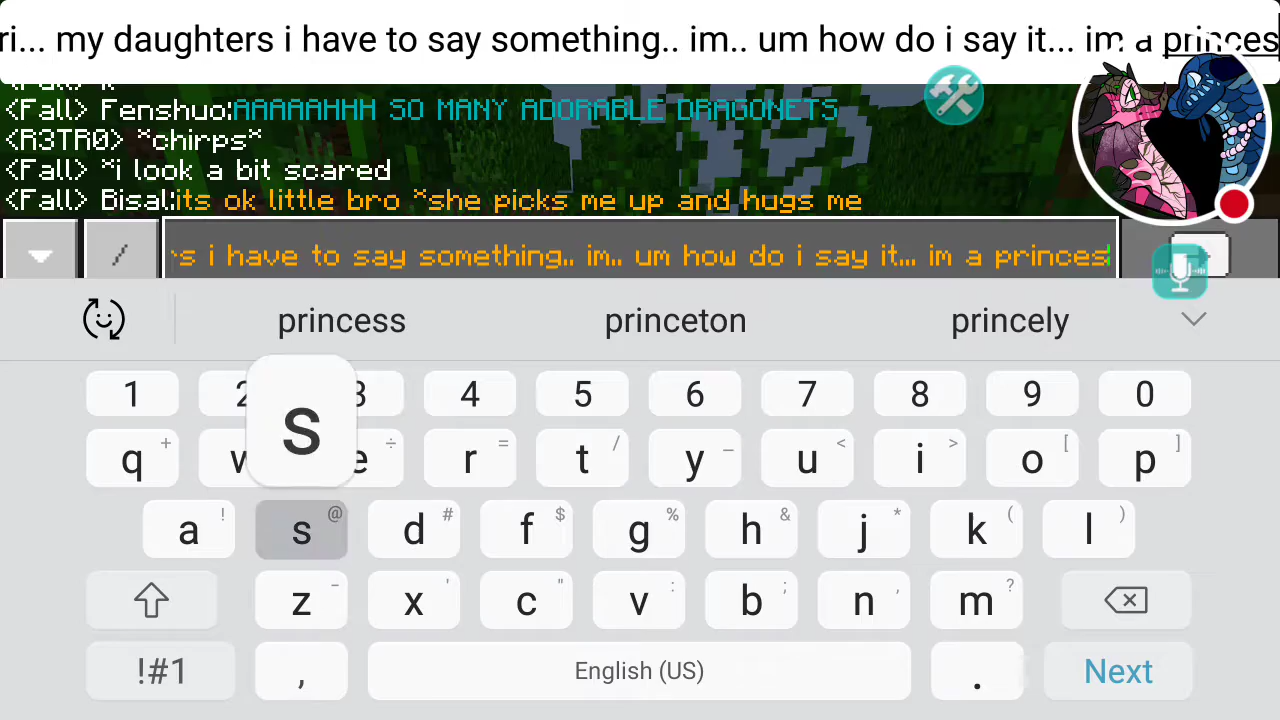 ri... my daughters i have to say something.. im.. um how do i say it... im a princes
<Fall> Fenshuo:AAAAAHHH SO MANY ADORABLE DRAGONETS
<R3TR0> *chirps*
<Fall> *i look a bit scared
<Fall> Bisal:its ok little bro *she picks me up and hugs me
/ rs i have to say something.. im.. um how do i say it... im a princes
princess princeton princely
1 2 3 4 5 6 7 8 9 0
s
q + w e ÷ r = t / y _ u < i > o [ p ]
a ! s @ d # f $ g % h & j * k ( l )
z - x ' c " v : b ; n , m ?
!#1 , English (US) . Next